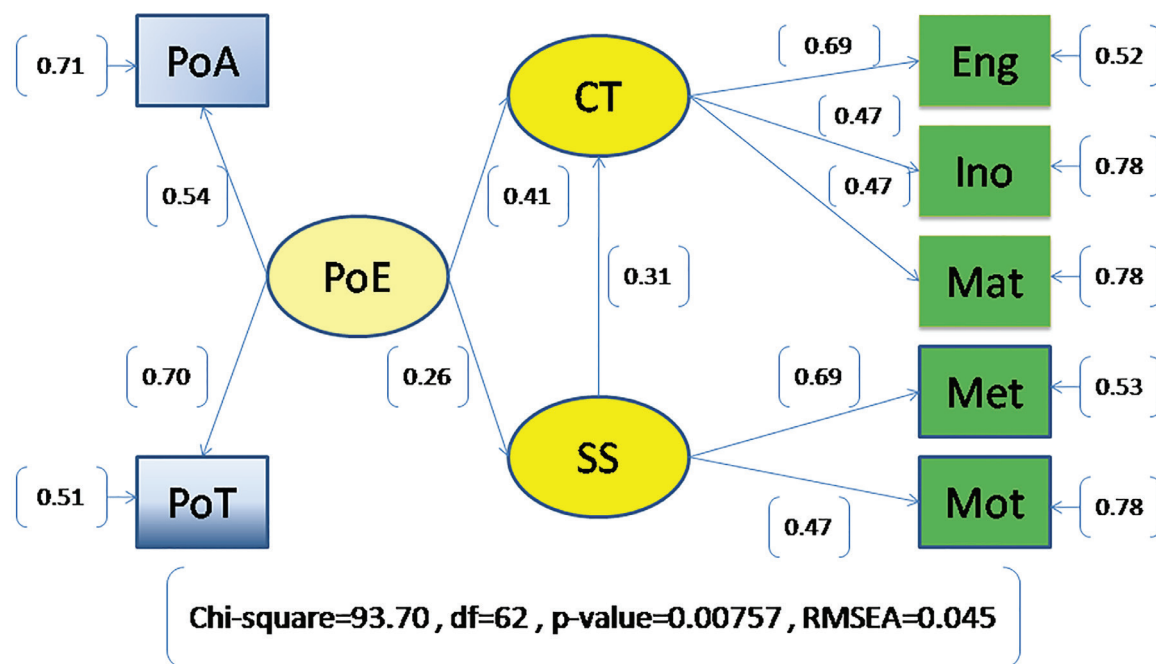 0.71
PoA
0.69
Eng
0.52
CT
0.47
Ino
0.78
0.54
0.41
0.47
PoE
0.31
Mat
0.78
0.70
0.26
0.69
Met
0.53
SS
0.51
PoT
0.47
Mot
0.78
Chi-square=93.70 , df=62 , p-value=0.00757 , RMSEA=0.045